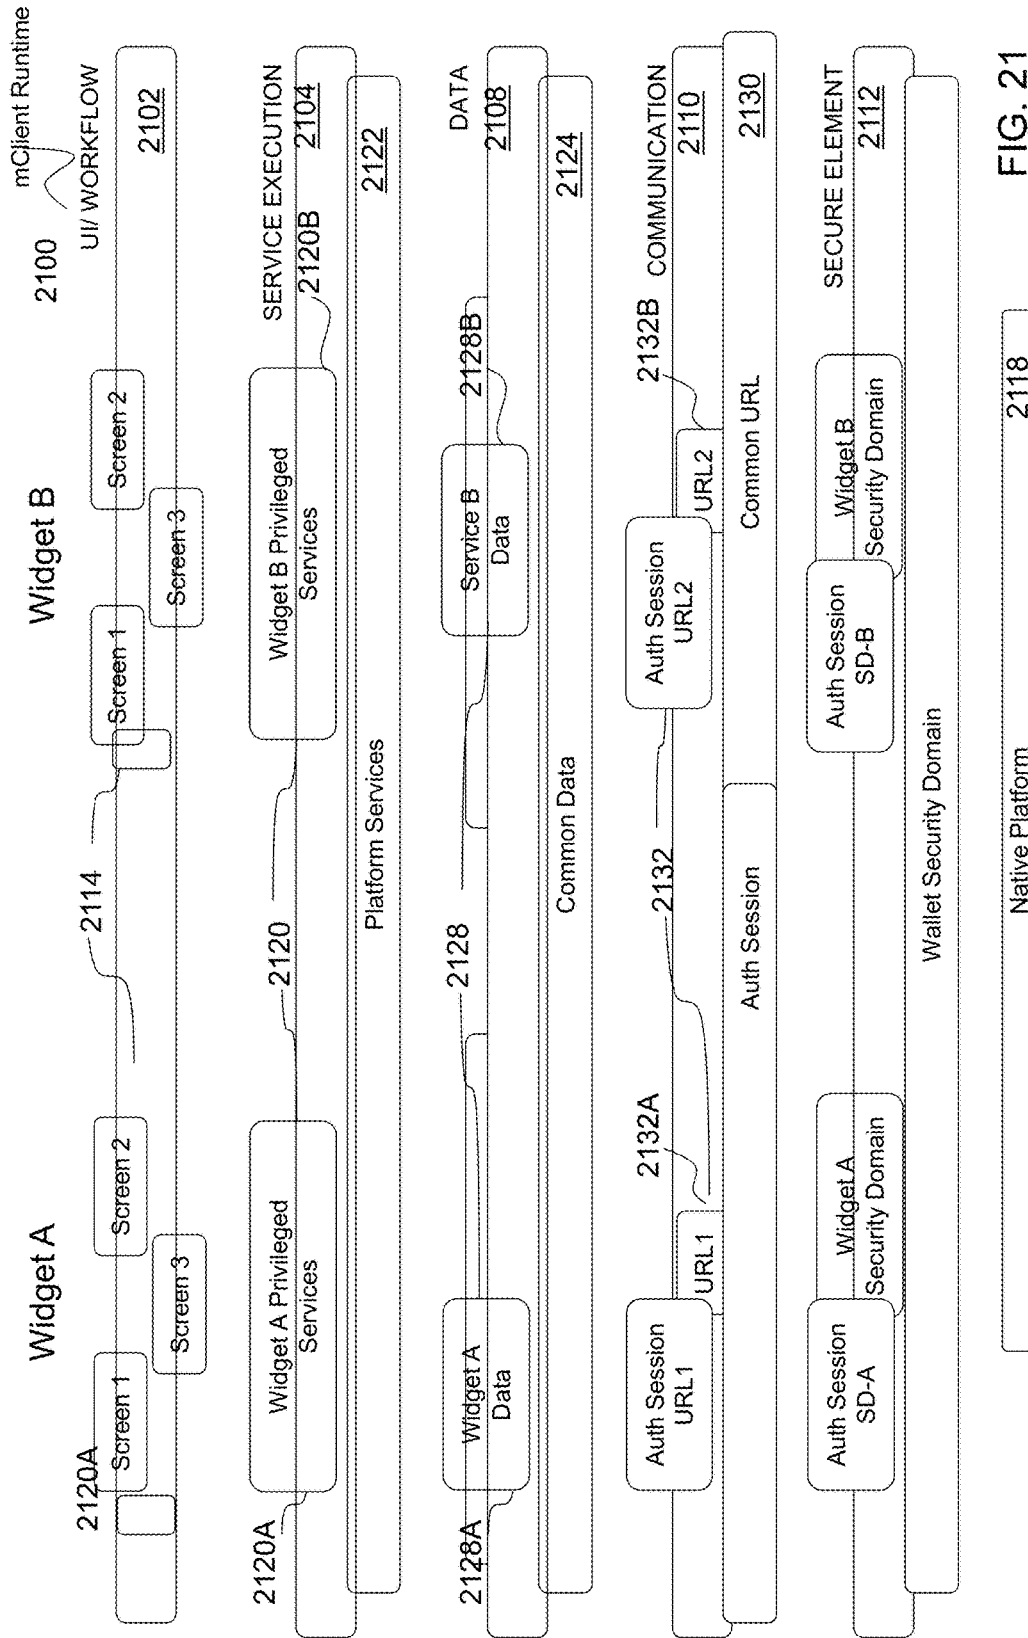 mClient Runtime
2100
Widget A
Widget B
UI/ WORKFLOW
2102
2120A
Screen 1
Screen 2
Screen 3
2114
Screen 1
Screen 2
Screen 3
SERVICE EXECUTION
2104
2120A
Widget A Privileged
Services
2120
Widget B Privileged
Services
2120B
Platform Services
2122
DATA
2108
2128A
Widget A
Data
2128
Service B
Data
2128B
Common Data
2124
COMMUNICATION
2110
Auth Session
URL1
URL1
2132A
2132
Auth Session
URL2
URL2
2132B
Auth Session
Common URL
2130
SECURE ELEMENT
2112
Auth Session
SD-A
Widget A
Security Domain
Auth Session
SD-B
Widget B
Security Domain
Wallet Security Domain
Native Platform
2118
FIG. 21